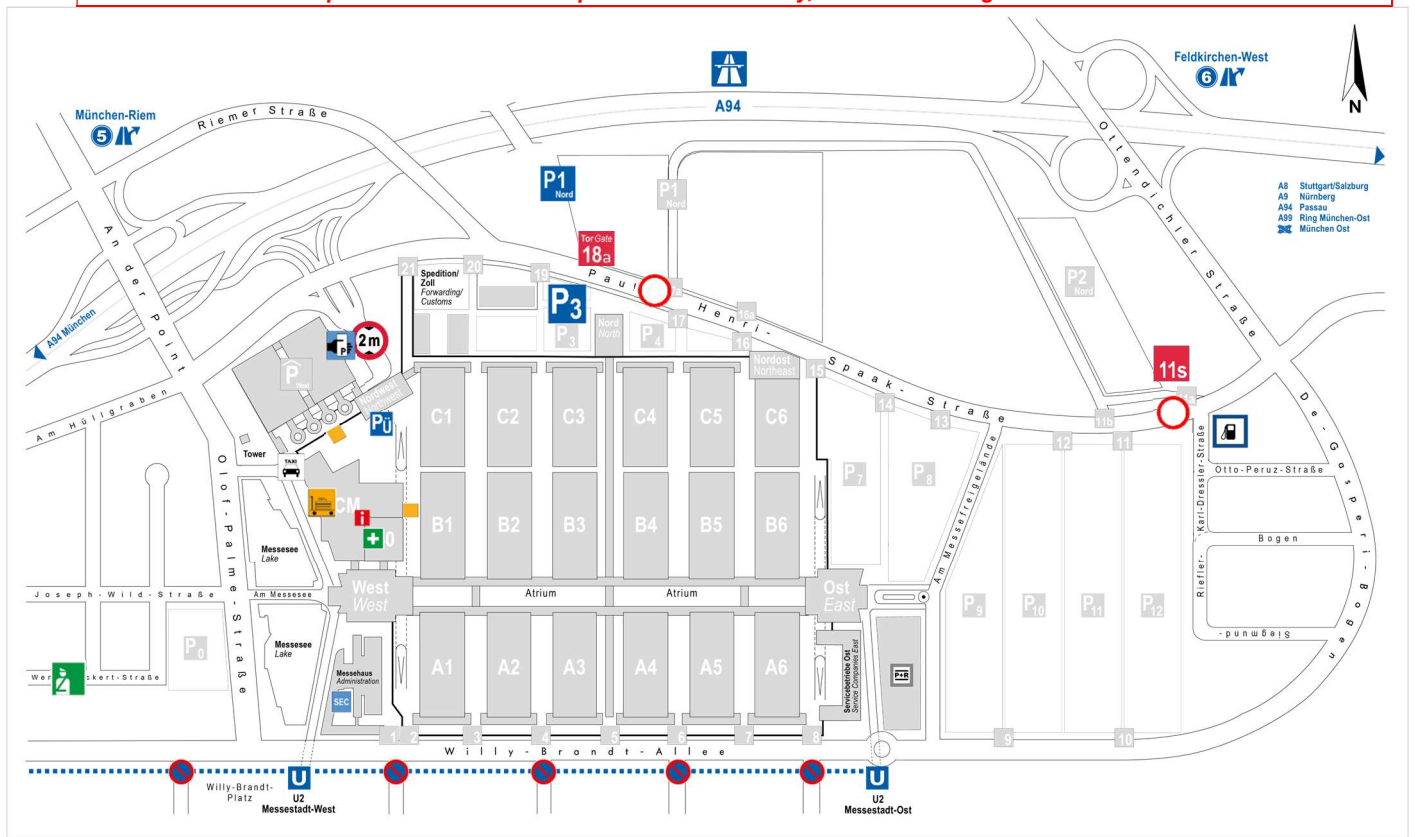 Feldkirchen-West
6
A94
München-Riem
5
Riemer Straße
N
Ottendichler Straße
A8 Stuttgart/Salzburg
A9 Nürnberg
A94 Passau
A99 Ring München-Ost
München Ost
P1
Nord
P1
Nord
An der Point
Tor Gate
18a
21
20
19
Spedition/
Zoll
Forwarding/
Customs
Paul-Henri-Spaak-Straße
P2
Nord
P3
P3
Nord
North
P4
17
16a
16
A94 München
2 m
P
West
Nordwest
Nordost
Northeast
15
11s
14
13
12
11b
11
Am Hüllgraben
PÜ
C1
C2
C3
C4
C5
C6
Tower
TAXI
P7
P8
Otto-Peruz-Straße
Karl-Dressler-Straße
De-Gasperi-Bogen
Olof-Palme-Straße
CM
i
B1
B2
B3
B4
B5
B6
Am Messefreigelände
Bogen
Messesee
Lake
Joseph-Wild-Straße
Am Messesee
West
West
Atrium
Atrium
Ost
East
P9
P10
P11
P12
Riefler-
Siegmund-
P0
Messesee
Lake
Messehaus
Administration
SEC
A1
A2
A3
A4
A5
A6
Servicebetriebe Ost
Service Companies East
P+R
1
2
3
4
5
6
7
8
9
10
Willy-Brandt-Allee
Willy-Brandt-
Platz
U
U2
Messestadt-West
U
U2
Messestadt-Ost